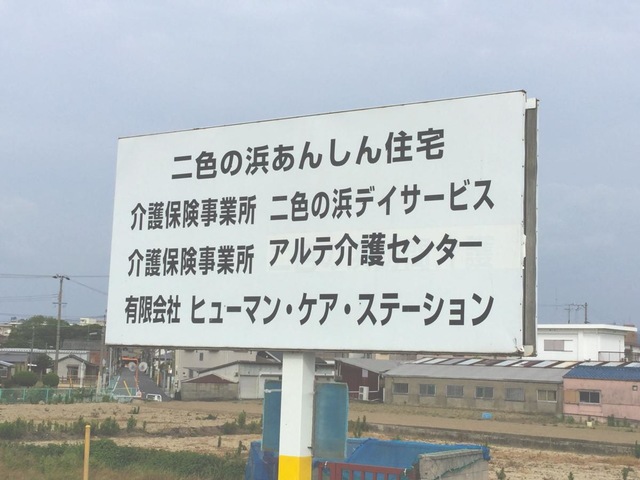 二色の浜あんしん住宅
介護保険事業所 二色の浜デイサービス
介護保険事業所 アルテ介護センター
有限会社 ヒューマン・ケア・ステーション